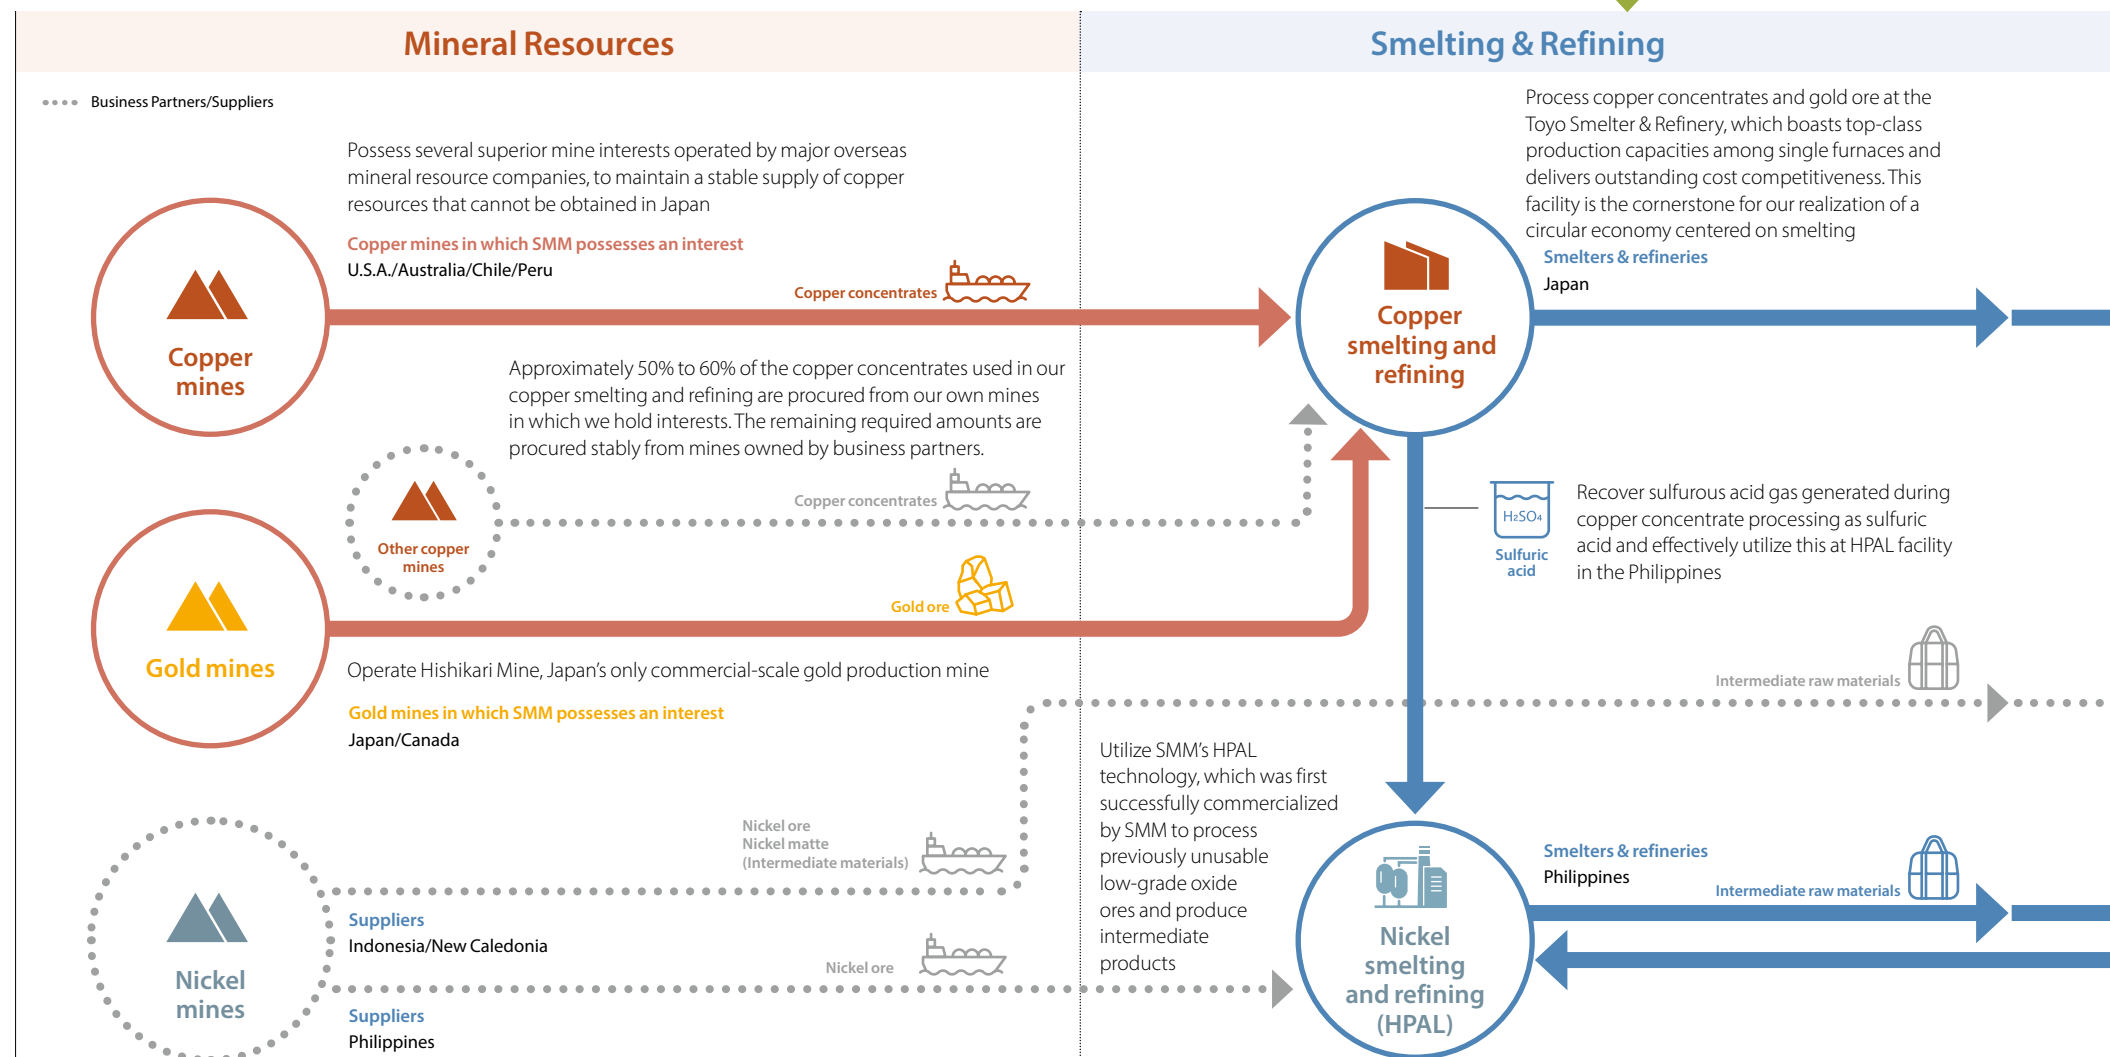 Mineral Resources
Smelting & Refining
Business Partners/Suppliers
Possess several superior mine interests operated by major overseas
mineral resource companies, to maintain a stable supply of copper
resources that cannot be obtained in Japan
Copper mines in which SMM possesses an interest
U.S.A./Australia/Chile/Peru
Copper concentrates
Copper
mines
Process copper concentrates and gold ore at the
Toyo Smelter & Refinery, which boasts top-class
production capacities among single furnaces and
delivers outstanding cost competitiveness. This
facility is the cornerstone for our realization of a
circular economy centered on smelting
Smelters & refineries
Japan
Copper
smelting and
refining
Approximately 50% to 60% of the copper concentrates used in our
copper smelting and refining are procured from our own mines
in which we hold interests. The remaining required amounts are
procured stably from mines owned by business partners.
Copper concentrates
Other copper
mines
H₂SO₄
Sulfuric
acid
Recover sulfurous acid gas generated during
copper concentrate processing as sulfuric
acid and effectively utilize this at HPAL facility
in the Philippines
Gold ore
Gold mines
Operate Hishikari Mine, Japan's only commercial-scale gold production mine
Gold mines in which SMM possesses an interest
Japan/Canada
Intermediate raw materials
Utilize SMM's HPAL
technology, which was first
successfully commercialized
by SMM to process
previously unusable
low-grade oxide
ores and produce
intermediate
products
Nickel ore
Nickel matte
(Intermediate materials)
Suppliers
Indonesia/New Caledonia
Nickel ore
Nickel
mines
Suppliers
Philippines
Smelters & refineries
Philippines
Intermediate raw materials
Nickel
smelting
and refining
(HPAL)